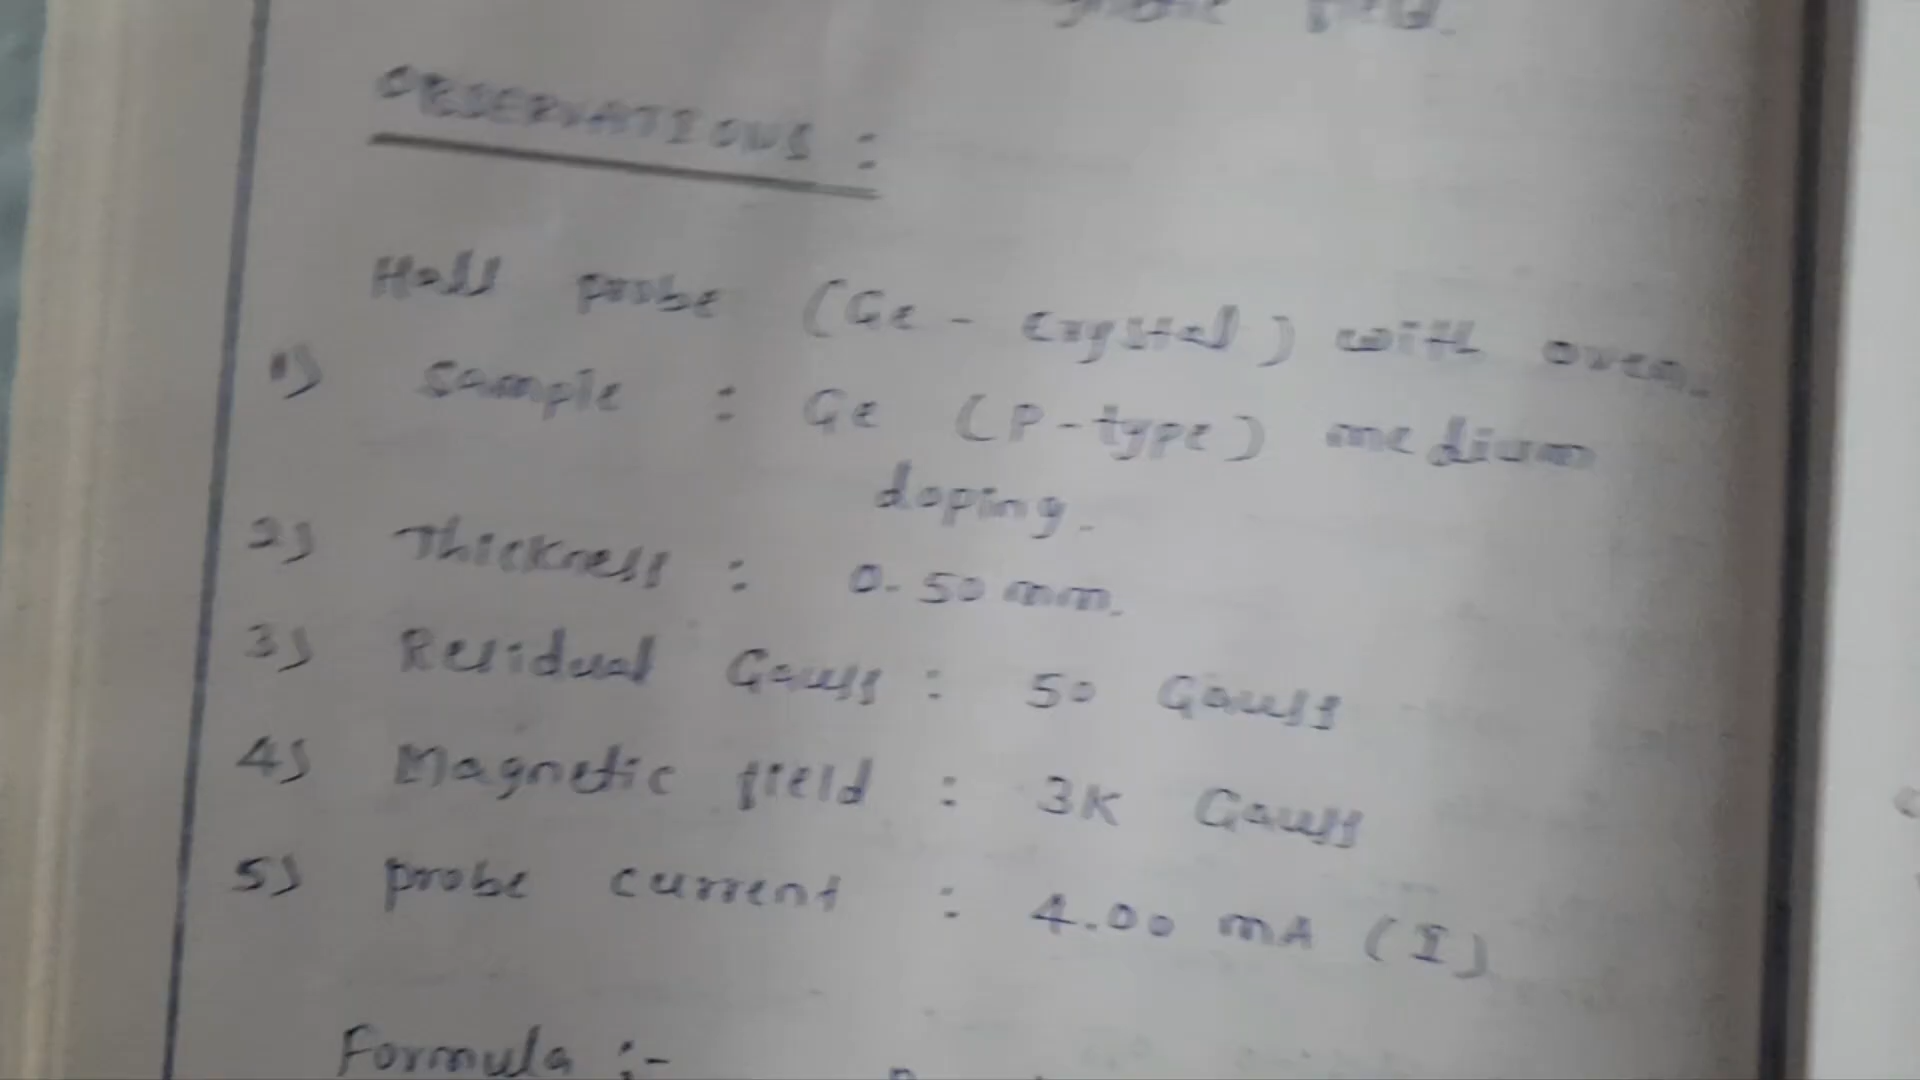 field.
OBSERVATIONS :
Hall probe (Ge - crystal) with oven.
1) sample : Ge (P-type) medium
doping.
2) Thickness : 0.50 mm.
3) Residual Gauss : 50 Gauss
4) Magnetic field : 3K Gauss
5) probe current : 4.00 mA (I)
Formula :-